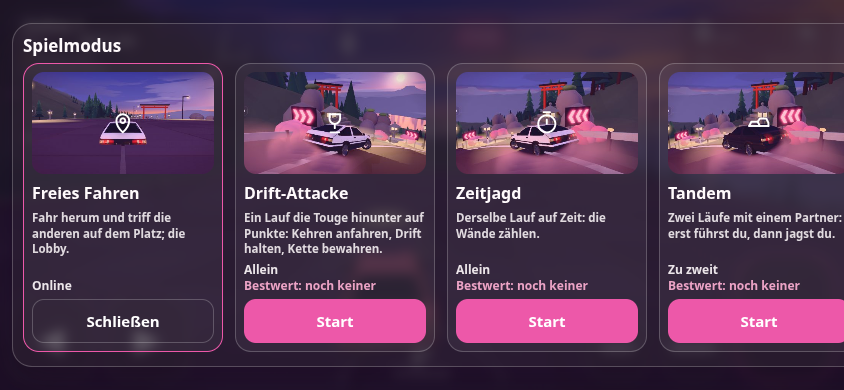 Spielmodus
Freies Fahren
Fahr herum und triff die
anderen auf dem Platz; die
Lobby.
Online
Schließen
Drift-Attacke
Ein Lauf die Touge hinunter auf
Punkte: Kehren anfahren, Drift
halten, Kette bewahren.
Allein
Bestwert: noch keiner
Start
Zeitjagd
Derselbe Lauf auf Zeit: die
Wände zählen.
Allein
Bestwert: noch keiner
Start
Tandem
Zwei Läufe mit einem Partner:
erst führst du, dann jagst du.
Zu zweit
Bestwert: noch keiner
Start